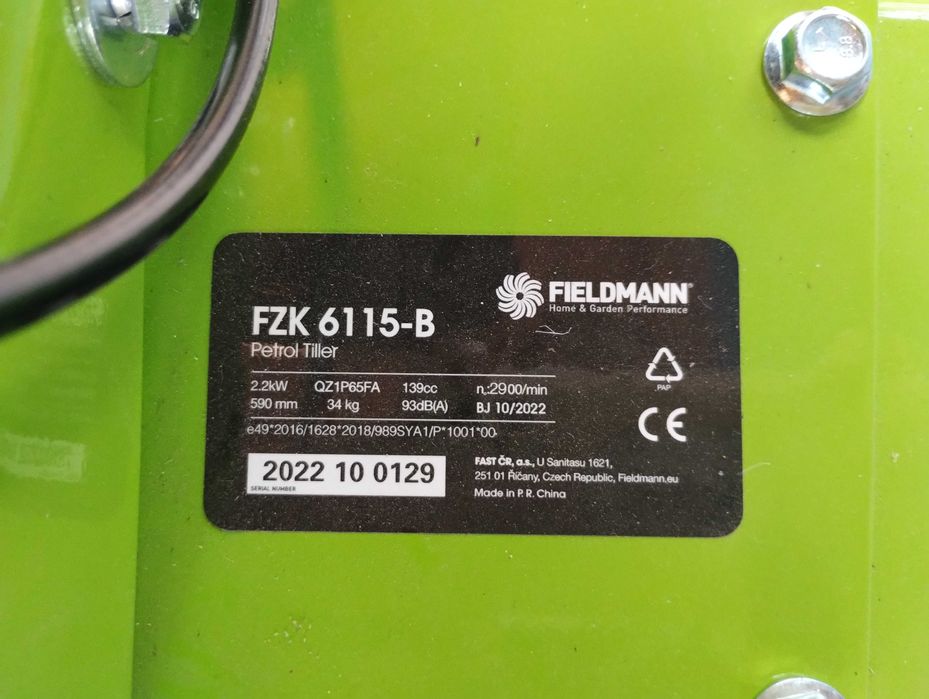 FIELDMANN®
Home & Garden Performance
FZK 6115-B
Petrol Tiller
2.2kW QZ1P65FA 139cc n.:2900/min
590 mm 34 kg 93dB(A) BJ 10/2022
e49*2016/1628*2018/989SYA1/P*1001*00
PAP
CE
2022 10 0129
SERIAL NUMBER
FAST ČR, a.s., U Sanitasu 1621,
251 01 Říčany, Czech Republic, Fieldmann.eu
Made in P. R. China
8.8